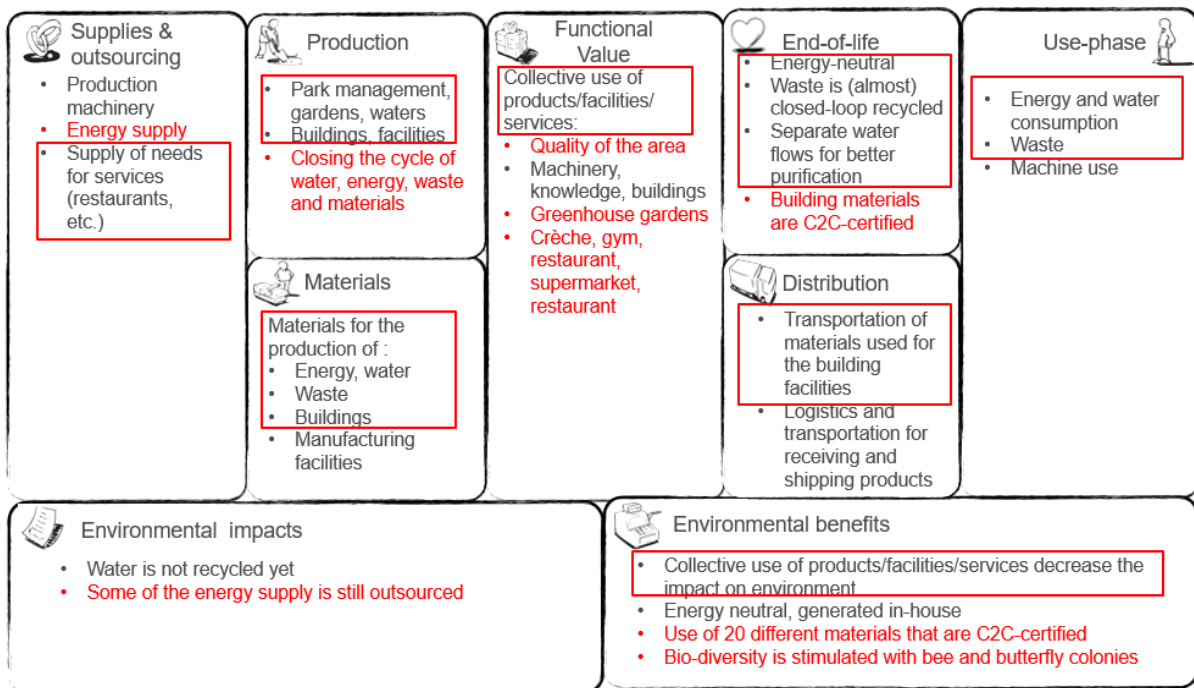 Supplies &
outsourcing
• Production
machinery
• Energy supply
• Supply of needs
for services
(restaurants,
etc.)
Production
• Park management,
gardens, waters
• Buildings, facilities
• Closing the cycle of
water, energy, waste
and materials
Materials
Materials for the
production of :
• Energy, water
• Waste
• Buildings
• Manufacturing
facilities
Functional
Value
Collective use of
products/facilities/
services:
• Quality of the area
• Machinery,
knowledge, buildings
• Greenhouse gardens
• Crèche, gym,
restaurant,
supermarket,
restaurant
End-of-life
• Energy-neutral
• Waste is (almost)
closed-loop recycled
• Separate water
flows for better
purification
• Building materials
are C2C-certified
Distribution
• Transportation of
materials used for
the building
facilities
• Logistics and
transportation for
receiving and
shipping products
Use-phase
• Energy and water
consumption
• Waste
• Machine use
Environmental impacts
• Water is not recycled yet
• Some of the energy supply is still outsourced
Environmental benefits
• Collective use of products/facilities/services decrease the
impact on environment
• Energy neutral, generated in-house
• Use of 20 different materials that are C2C-certified
• Bio-diversity is stimulated with bee and butterfly colonies